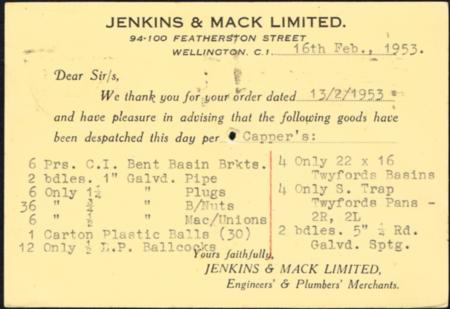 JENKINS & MACK LIMITED.
94-100 FEATHERSTON STREET
WELLINGTON, C.1. 16th Feb., 1953.
Dear Sir/s,
We thank you for your order dated 13/2/1953
and have pleasure in advising that the following goods have
been despatched this day per Capper's:
6 Prs. C.I. Bent Basin Brkts.
2 bdles. 1" Galvd. Pipe
6 Only 1½ " Plugs
36 " " B/Nuts
6 " ½ " Mac/Unions
1 Carton Plastic Balls (30)
12 Only ½ L.P. Ballcocks
4 Only 22 x 16
Twyfords Basins
4 Only S. Trap
Twyfords Pans -
2R, 2L
2 bdles. 5" ¼ Rd.
Galvd. Sptg.
Yours faithfully,
JENKINS & MACK LIMITED,
Engineers' & Plumbers' Merchants.